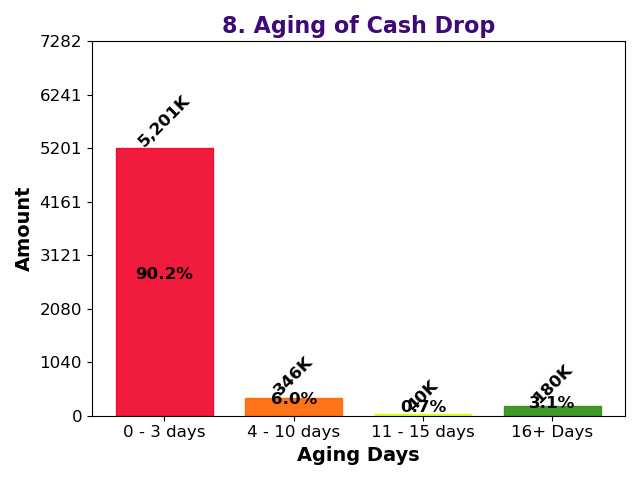 8. Aging of Cash Drop
Amount
7282
6241
5201
4161
3121
2080
1040
0
5,201K
90.2%
346K
6.0%
40K
0.7%
180K
3.1%
0 - 3 days
4 - 10 days
11 - 15 days
16+ Days
Aging Days